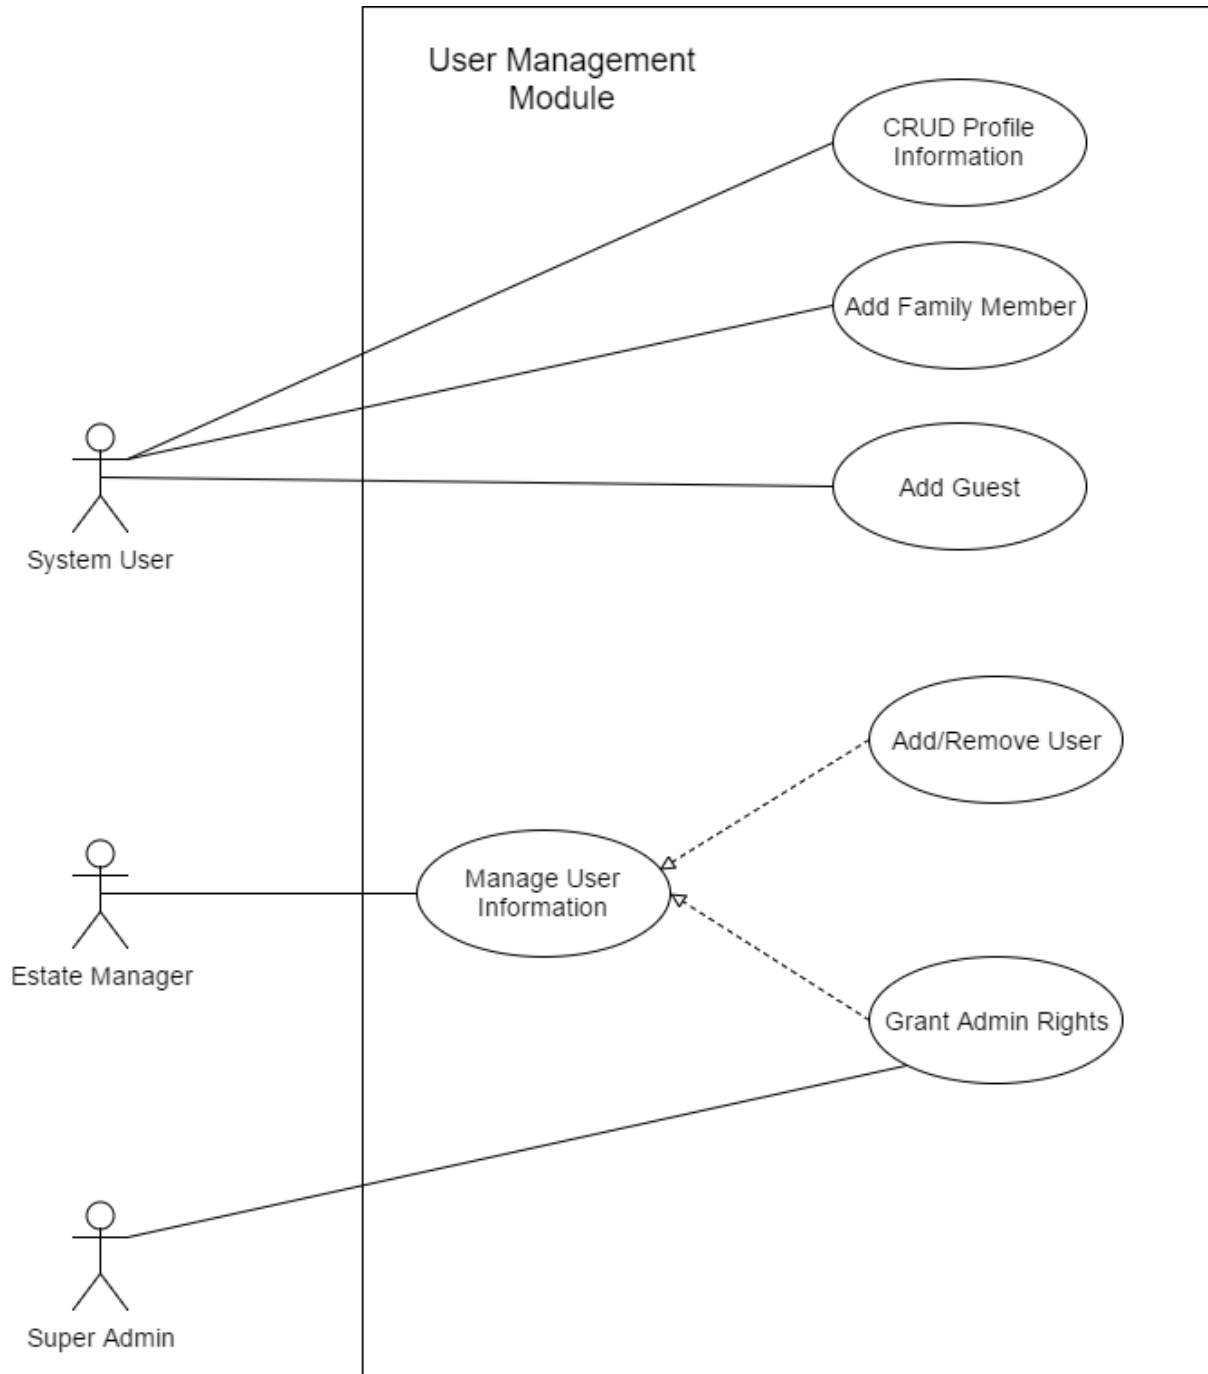 User Management
Module
CRUD Profile
Information
Add Family Member
Add Guest
System User
Add/Remove User
Manage User
Information
Estate Manager
Grant Admin Rights
Super Admin